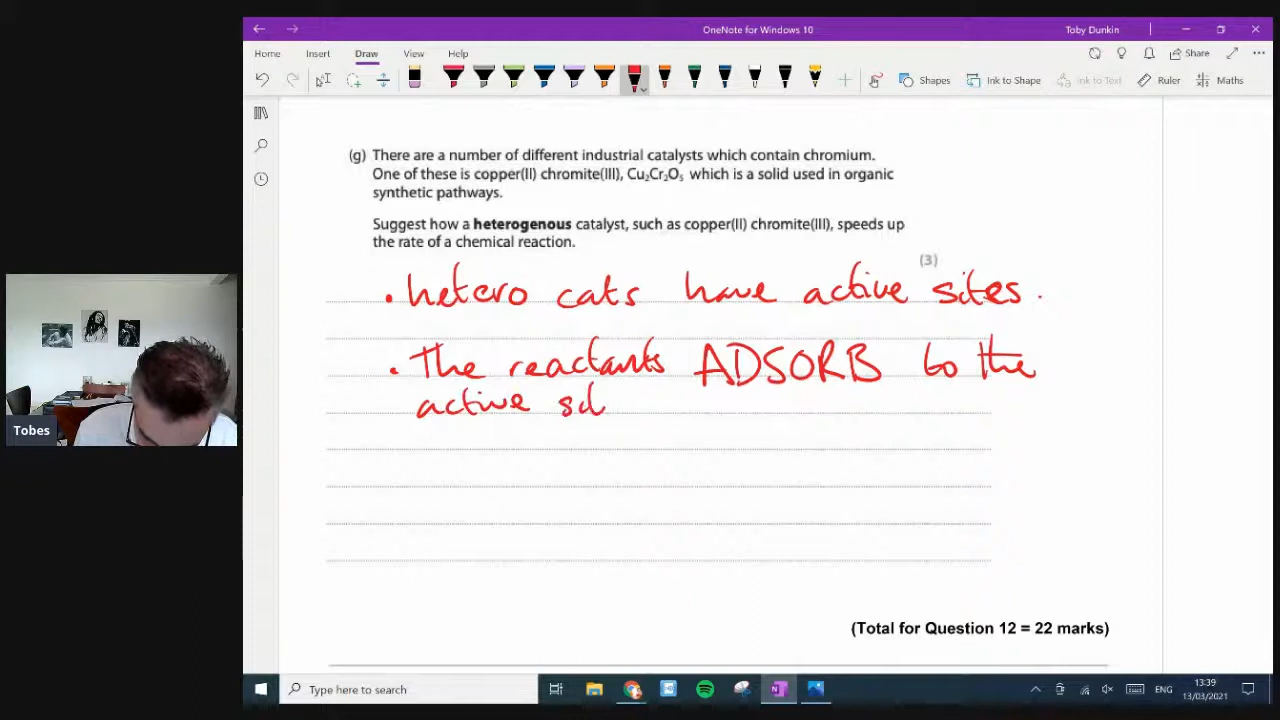 OneNote for Windows 10
Toby Dunkin
Home Insert Draw View Help
Share
Shapes Ink to Shape Ink to Text Ruler Maths
(g) There are a number of different industrial catalysts which contain chromium.
One of these is copper(II) chromite(III), Cu₂Cr₂O₅ which is a solid used in organic
synthetic pathways.
Suggest how a heterogenous catalyst, such as copper(II) chromite(III), speeds up
the rate of a chemical reaction.
(3)
• hetero cats have active sites.
• The reactants ADSORB to the
active
Tobes
(Total for Question 12 = 22 marks)
Type here to search
ENG
13:39
13/03/2021